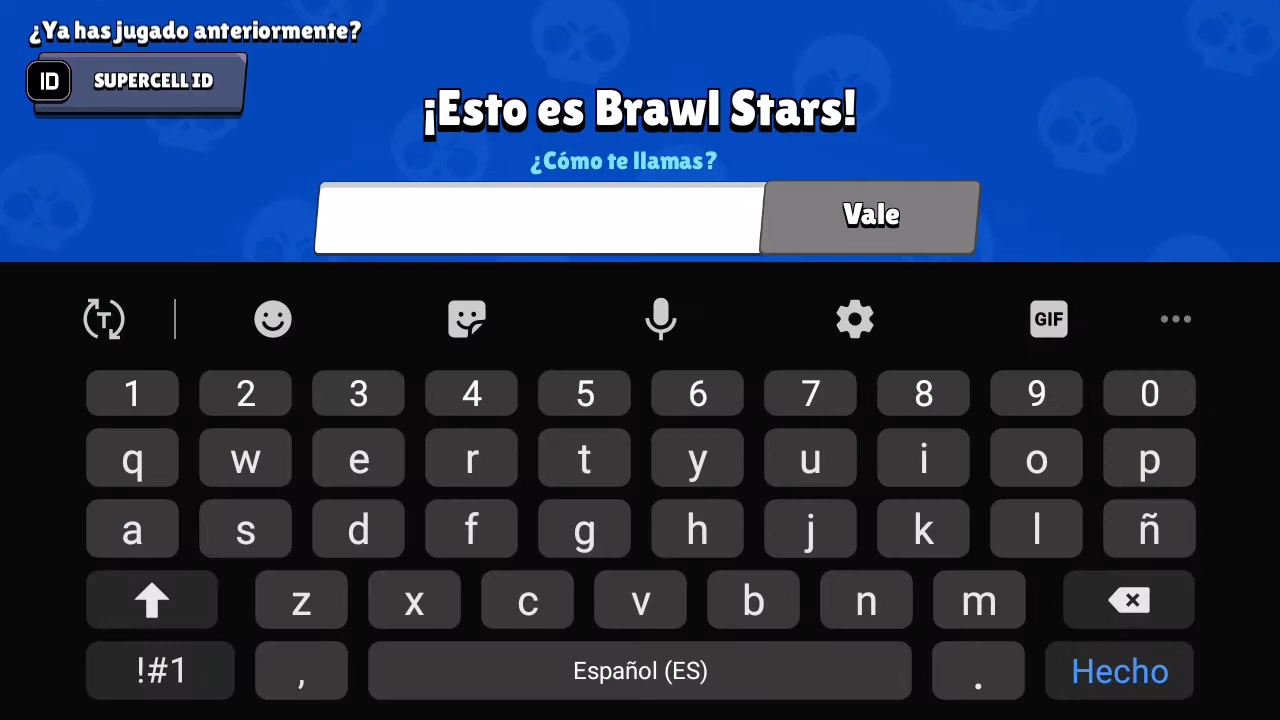 ¿Ya has jugado anteriormente?
ID SUPERCELL ID
¡Esto es Brawl Stars!
¿Cómo te llamas?
Vale
T GIF
1 2 3 4 5 6 7 8 9 0
q w e r t y u i o p
a s d f g h j k l ñ
z x c v b n m
!#1 , Español (ES) . Hecho